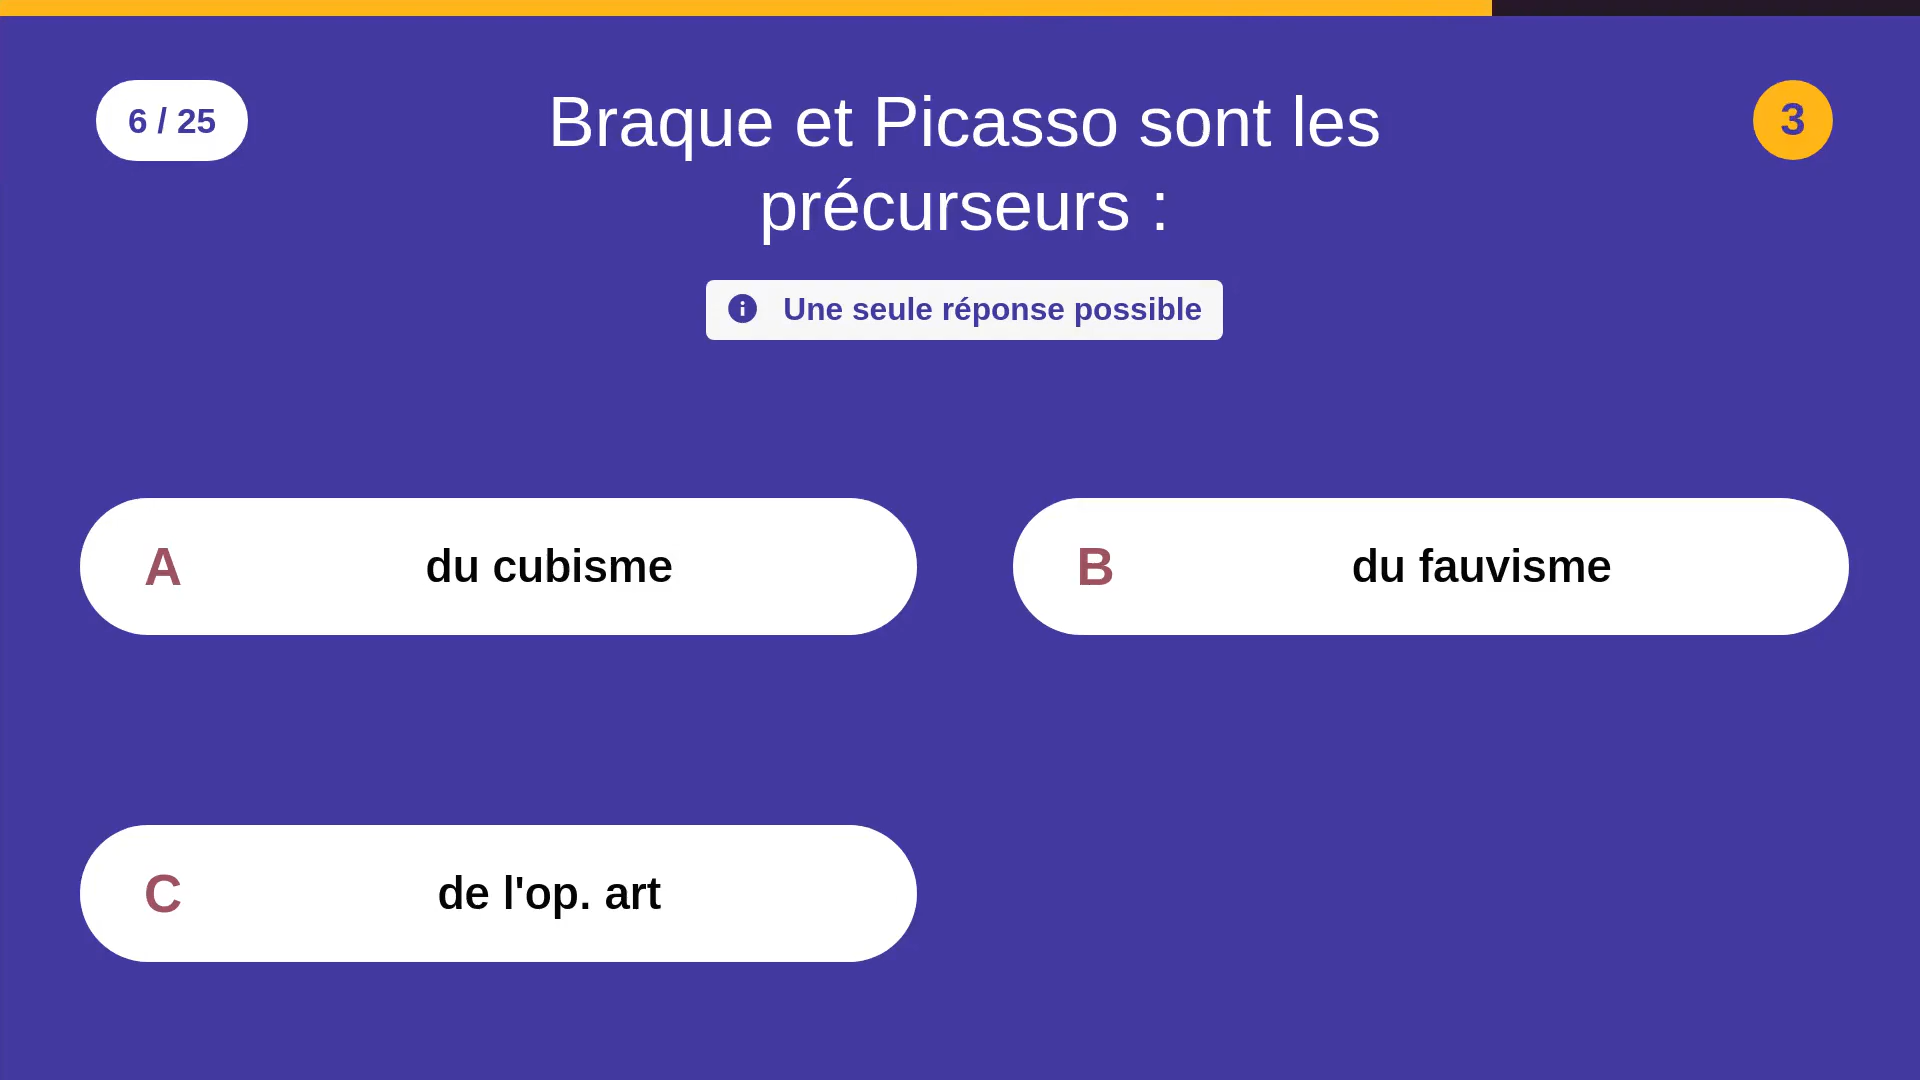 6 / 25
Braque et Picasso sont les
précurseurs :
3
Une seule réponse possible
A du cubisme
B du fauvisme
C de l'op. art